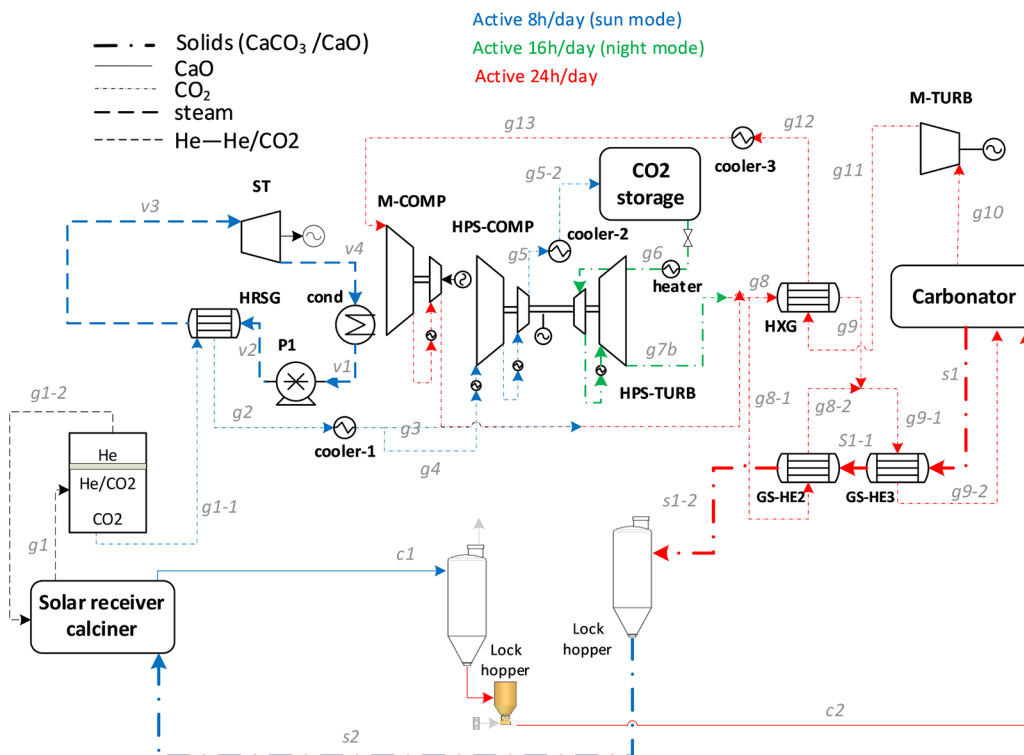 Active 8h/day (sun mode)
Active 16h/day (night mode)
Active 24h/day
Solids (CaCO3 /CaO)
CaO
CO2
steam
He—He/CO2
M-TURB
g13
g12
cooler-3
g11
g10
g5-2
CO2
storage
ST
v3
v4
M-COMP
HPS-COMP
cooler-2
g5
g6
heater
g8
HXG
g9
Carbonator
HRSG
cond
v2
P1
v1
g7b
HPS-TURB
s1
g1-2
g2
cooler-1
g3
g4
g8-1
g8-2
g9-1
S1-1
s1-2
GS-HE2
GS-HE3
g9-2
He
He/CO2
CO2
g1-1
g1
c1
Solar receiver
calciner
Lock
hopper
Lock
hopper
c2
s2